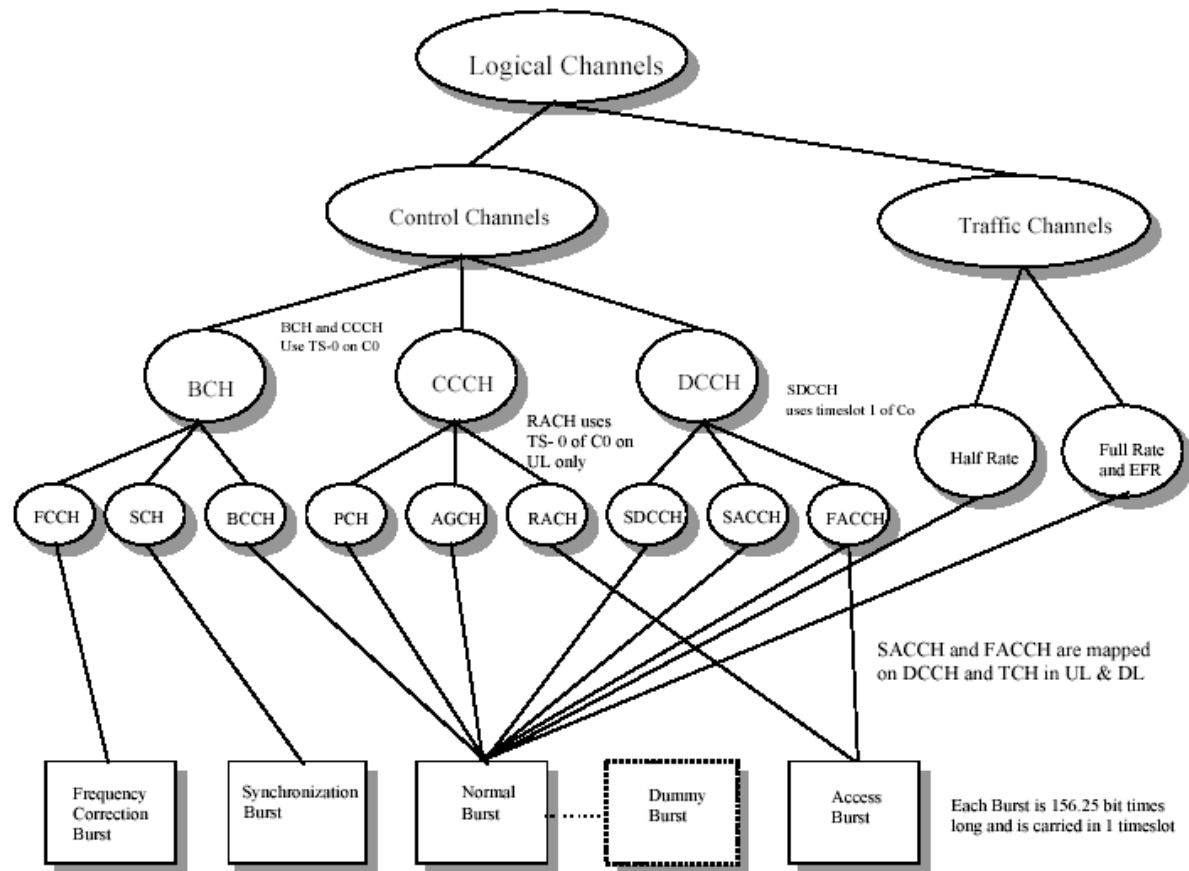 Logical Channels
Control Channels
Traffic Channels
BCH and CCCH
Use TS-0 on C0
BCH
CCCH
DCCH
SDCCH
uses timeslot 1 of Co
RACH uses
TS- 0 of C0 on
UL only
Half Rate
Full Rate
and EFR
FCCH
SCH
BCCH
PCH
AGCH
RACH
SDCCH
SACCH
FACCH
SACCH and FACCH are mapped
on DCCH and TCH in UL & DL
Frequency
Correction
Burst
Synchronization
Burst
Normal
Burst
Dummy
Burst
Access
Burst
Each Burst is 156.25 bit times
long and is carried in 1 timeslot